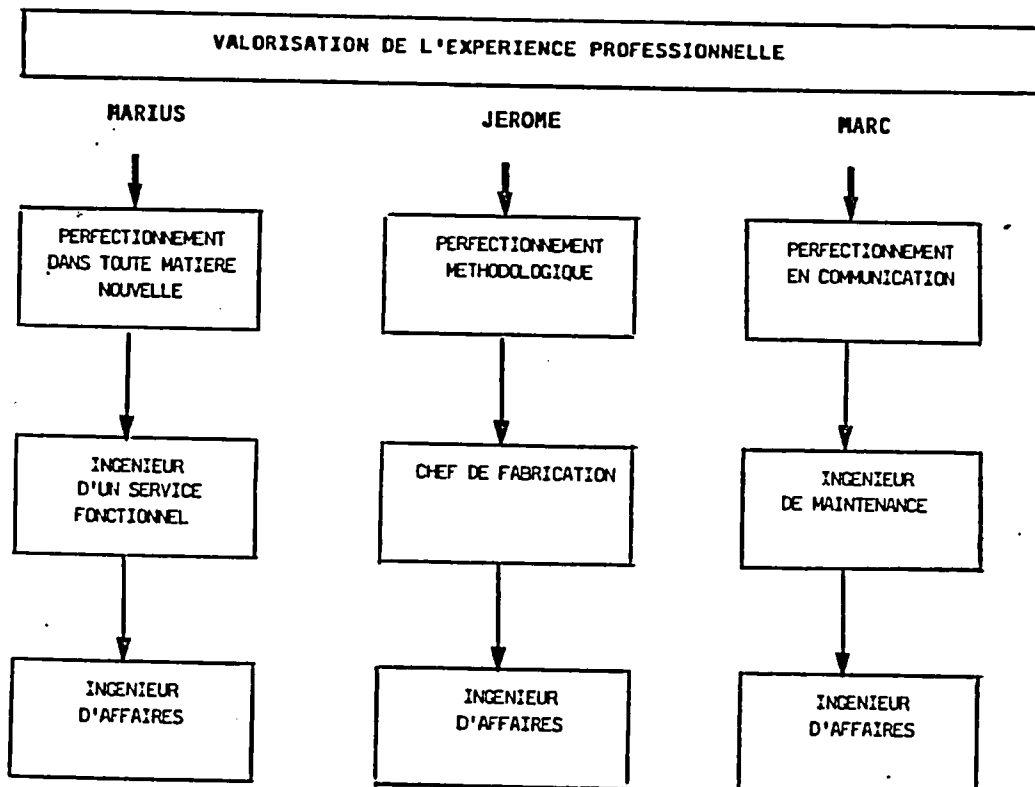 VALORISATION DE L'EXPERIENCE PROFESSIONNELLE
MARIUS
JEROME
MARC
PERFECTIONNEMENT
DANS TOUTE MATIERE
NOUVELLE
PERFECTIONNEMENT
METHODOLOGIQUE
PERFECTIONNEMENT
EN COMMUNICATION
INGENIEUR
D'UN SERVICE
FONCTIONNEL
CHEF DE FABRICATION
INGENIEUR
DE MAINTENANCE
INGENIEUR
D'AFFAIRES
INGENIEUR
D'AFFAIRES
INGENIEUR
D'AFFAIRES